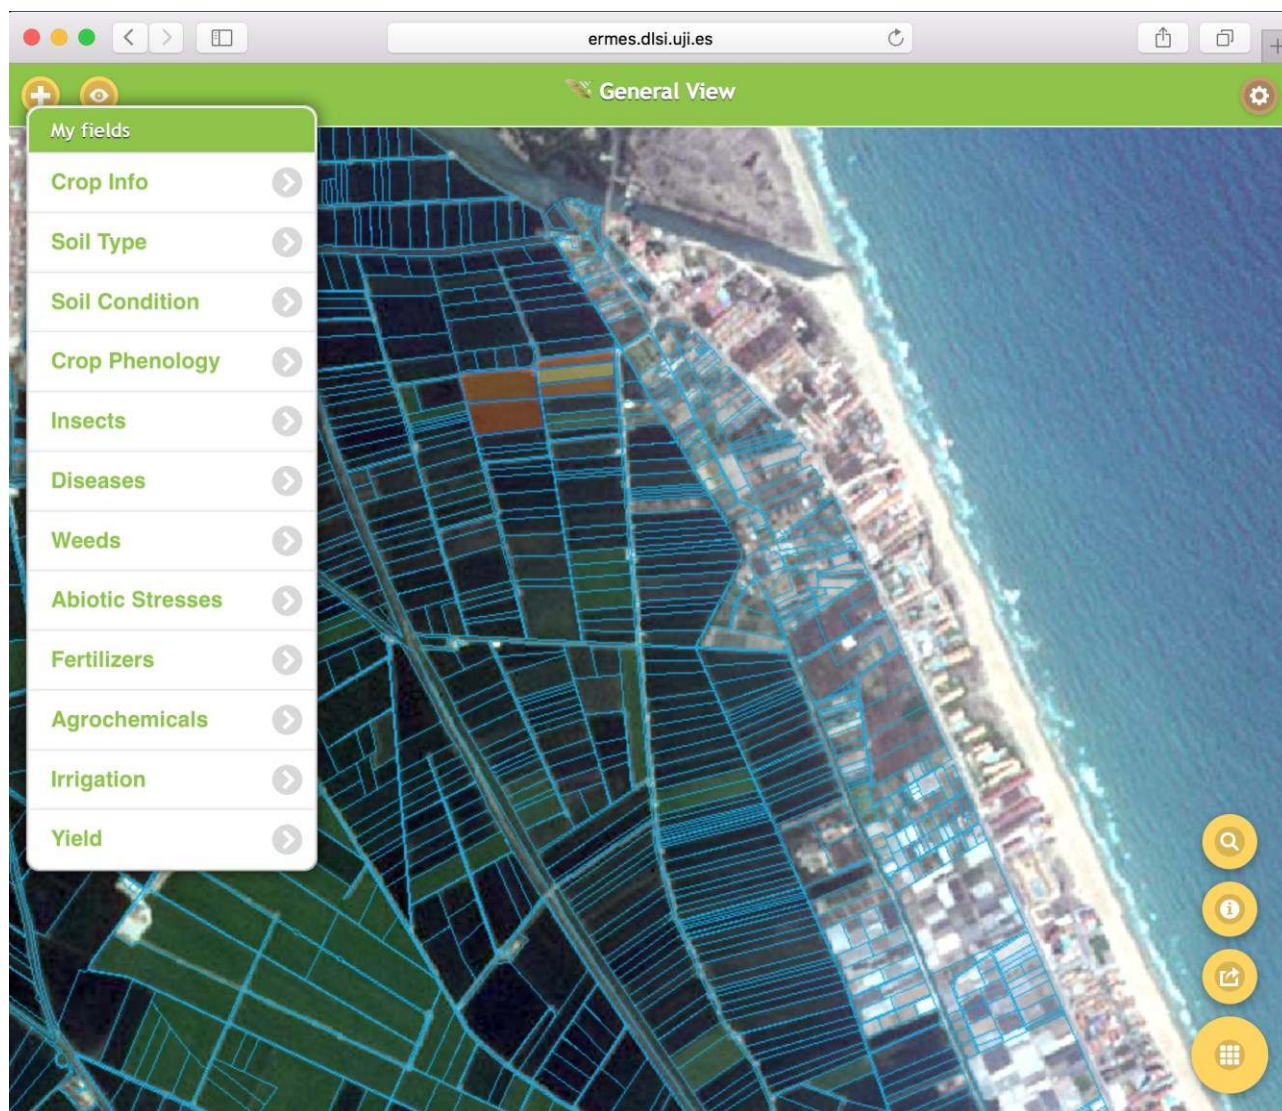 ermes.dlsi.uji.es
General View
My fields
Crop Info
Soil Type
Soil Condition
Crop Phenology
Insects
Diseases
Weeds
Abiotic Stresses
Fertilizers
Agrochemicals
Irrigation
Yield